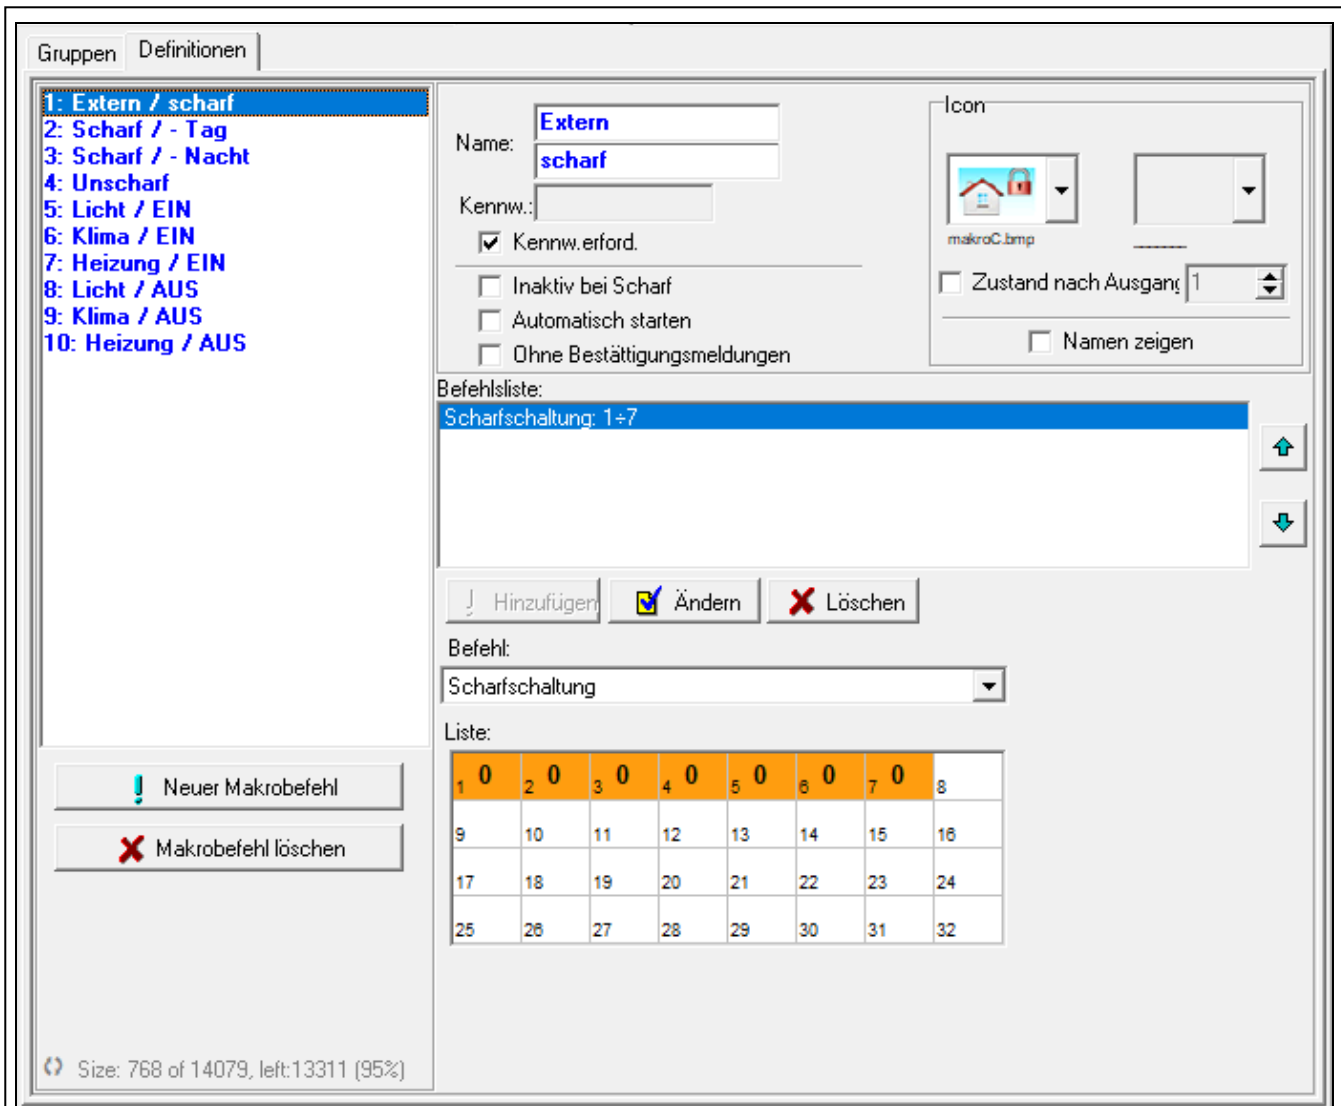 Gruppen
Definitionen
1: Extern / scharf
2: Scharf / - Tag
3: Scharf / - Nacht
4: Unscharf
5: Licht / EIN
6: Klima / EIN
7: Heizung / EIN
8: Licht / AUS
9: Klima / AUS
10: Heizung / AUS
Neuer Makrobefehl
Makrobefehl löschen
Size: 768 of 14079, left:13311 (95%)
Name:
Extern
scharf
Kennw.:
Kennw.erford.
Inaktiv bei Scharf
Automatisch starten
Ohne Bestättigungsmeldungen
Icon
makroC.bmp
Zustand nach Ausgang 1
Namen zeigen
Befehlsliste:
Scharfschaltung: 1÷7
Hinzufügen Ändern Löschen
Befehl:
Scharfschaltung
Liste:
1 0 2 0 3 0 4 0 5 0 6 0 7 0 8
9 10 11 12 13 14 15 16
17 18 19 20 21 22 23 24
25 26 27 28 29 30 31 32